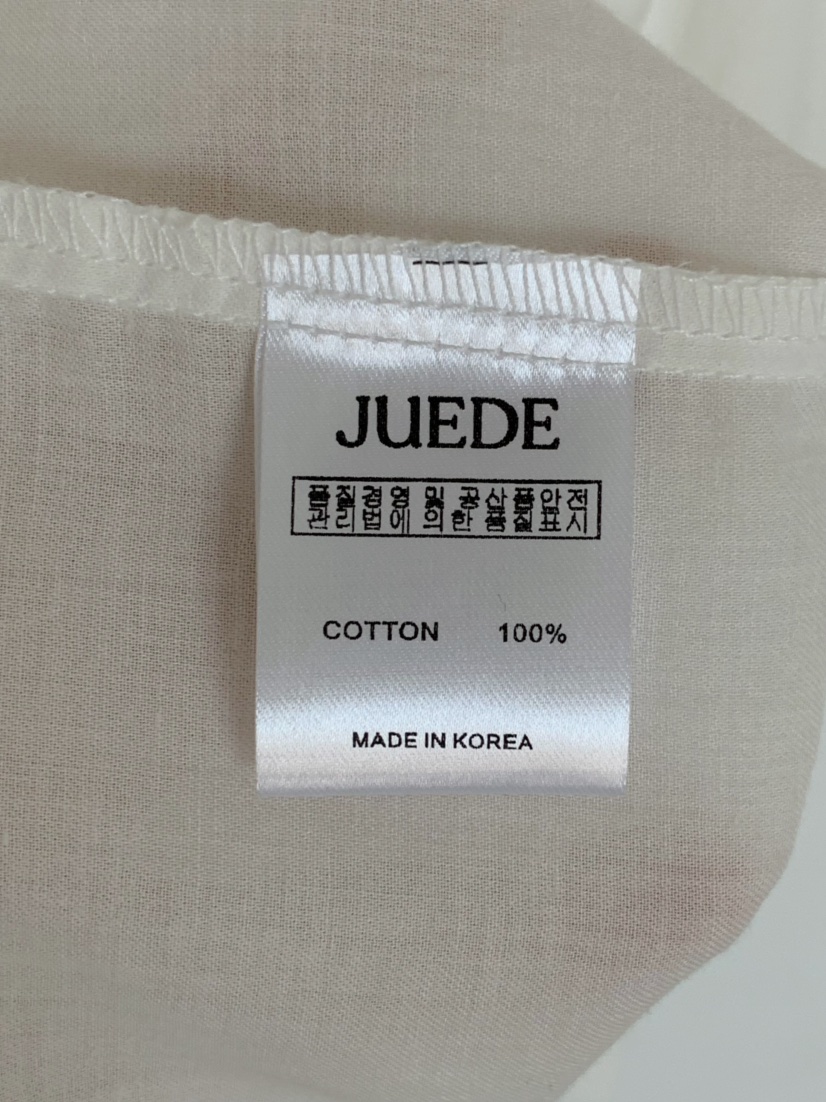 JUEDE
품질경영 및 공산품안전
관리법에 의한 품질표시
COTTON 100%
MADE IN KOREA